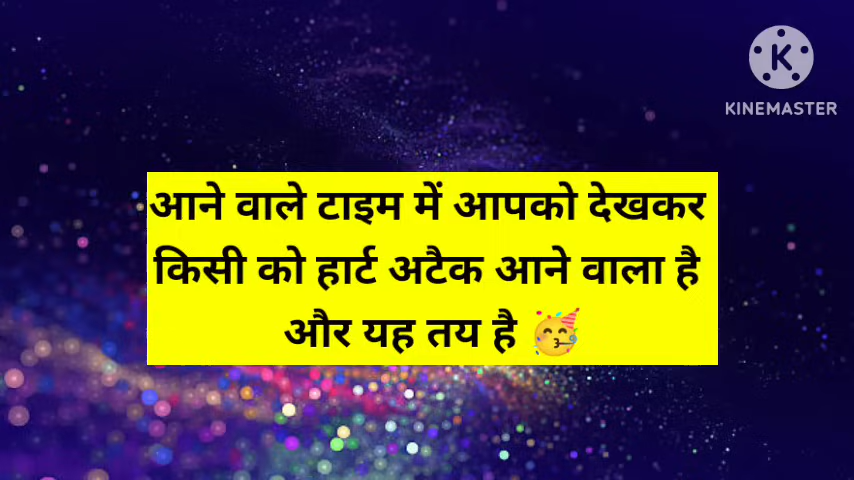 KINEMASTER
आने वाले टाइम में आपको देखकर
किसी को हार्ट अटैक आने वाला है
और यह तय है 🥳